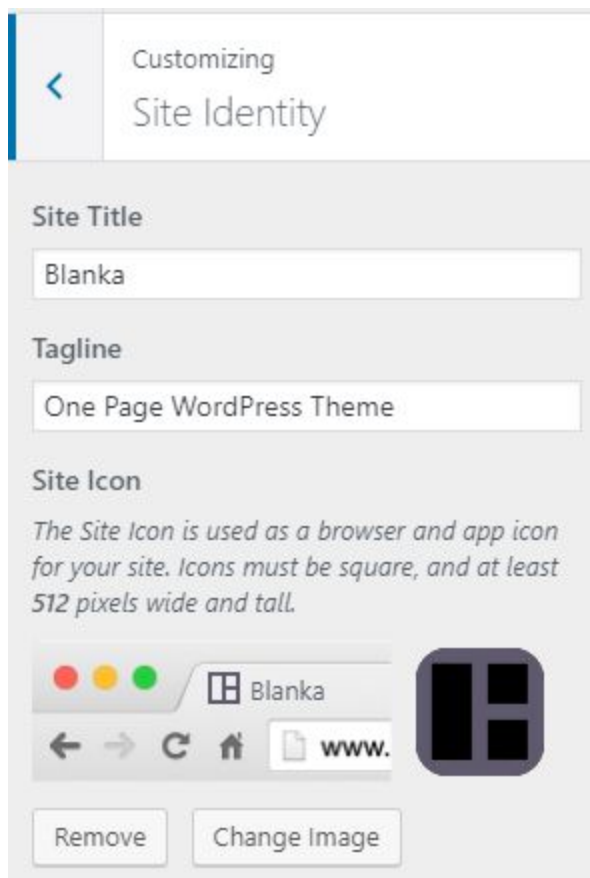 Customizing
Site Identity
Site Title
Blanka
Tagline
One Page WordPress Theme
Site Icon
The Site Icon is used as a browser and app icon
for your site. Icons must be square, and at least
512 pixels wide and tall.
Blanka
www.
Remove
Change Image